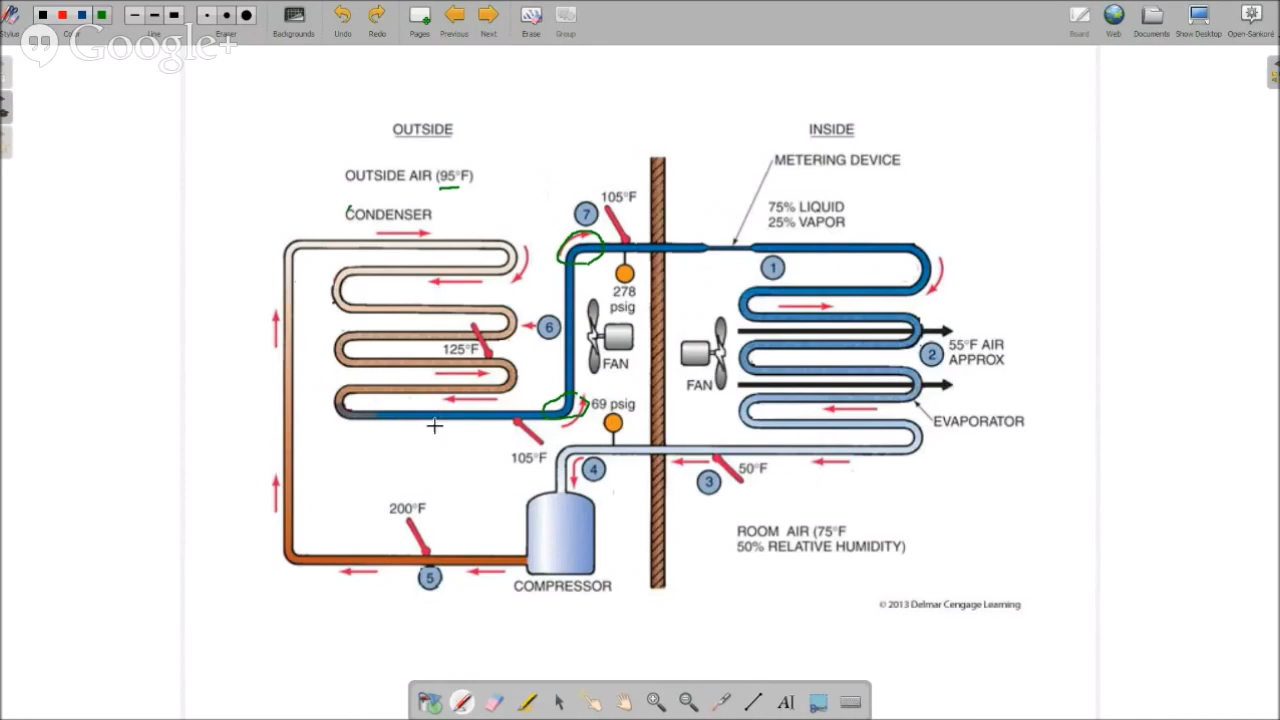 Stylus
Color
Line
Eraser
Backgrounds
Undo
Redo
Pages
Previous
Next
Erase
Group
Board
Web
Documents
Show Desktop
Open-Sankoré
Google+
OUTSIDE
INSIDE
METERING DEVICE
OUTSIDE AIR (95°F)
105°F
75% LIQUID
25% VAPOR
CONDENSER
7
1
278
psig
6
125°F
FAN
FAN
2
55°F AIR
APPROX
69 psig
EVAPORATOR
105°F
4
3
50°F
200°F
ROOM AIR (75°F
50% RELATIVE HUMIDITY)
5
COMPRESSOR
© 2013 Delmar Cengage Learning